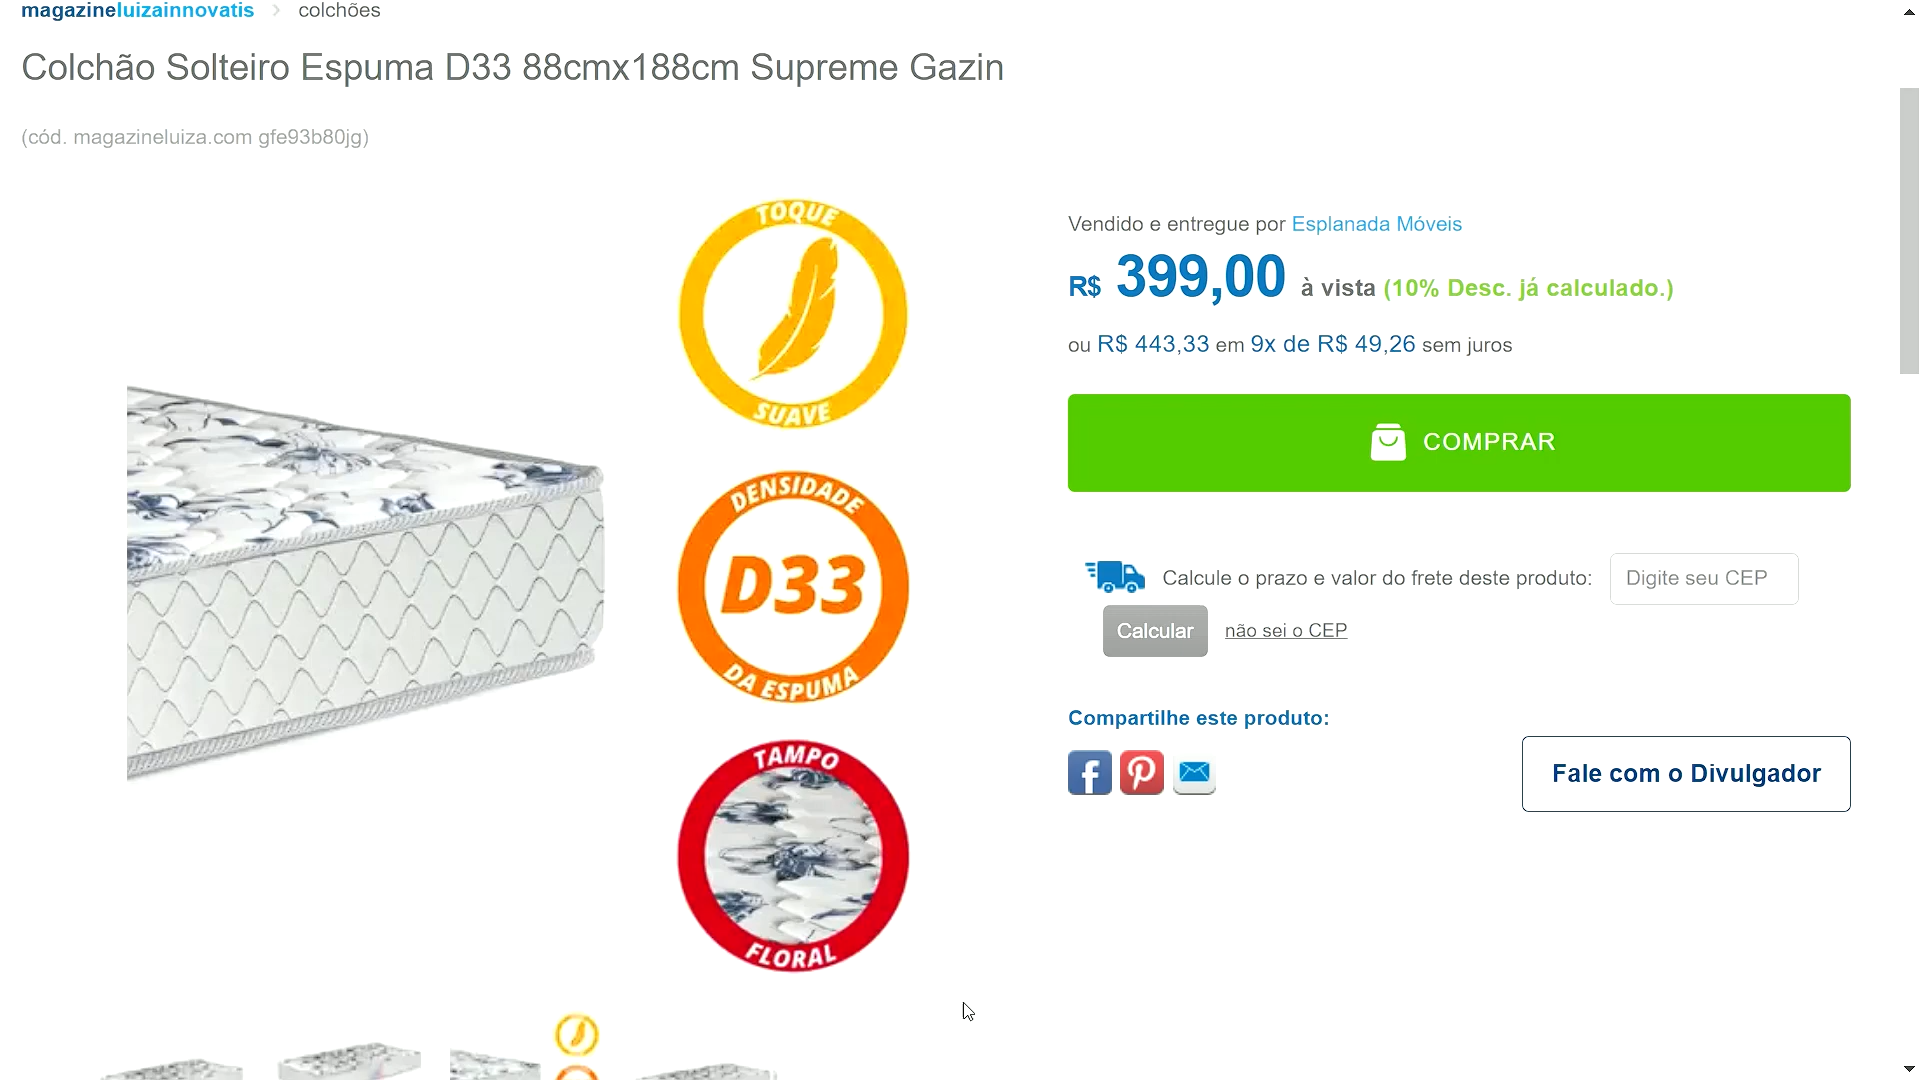 magazineluizainnovatis > colchões
Colchão Solteiro Espuma D33 88cmx188cm Supreme Gazin
(cód. magazineluiza.com gfe93b80jg)
TOQUE
SUAVE
DENSIDADE
D33
DA ESPUMA
TAMPO
FLORAL
Vendido e entregue por Esplanada Móveis
R$ 399,00 à vista (10% Desc. já calculado.)
ou R$ 443,33 em 9x de R$ 49,26 sem juros
COMPRAR
Calcule o prazo e valor do frete deste produto: Digite seu CEP
Calcular não sei o CEP
Compartilhe este produto:
Fale com o Divulgador